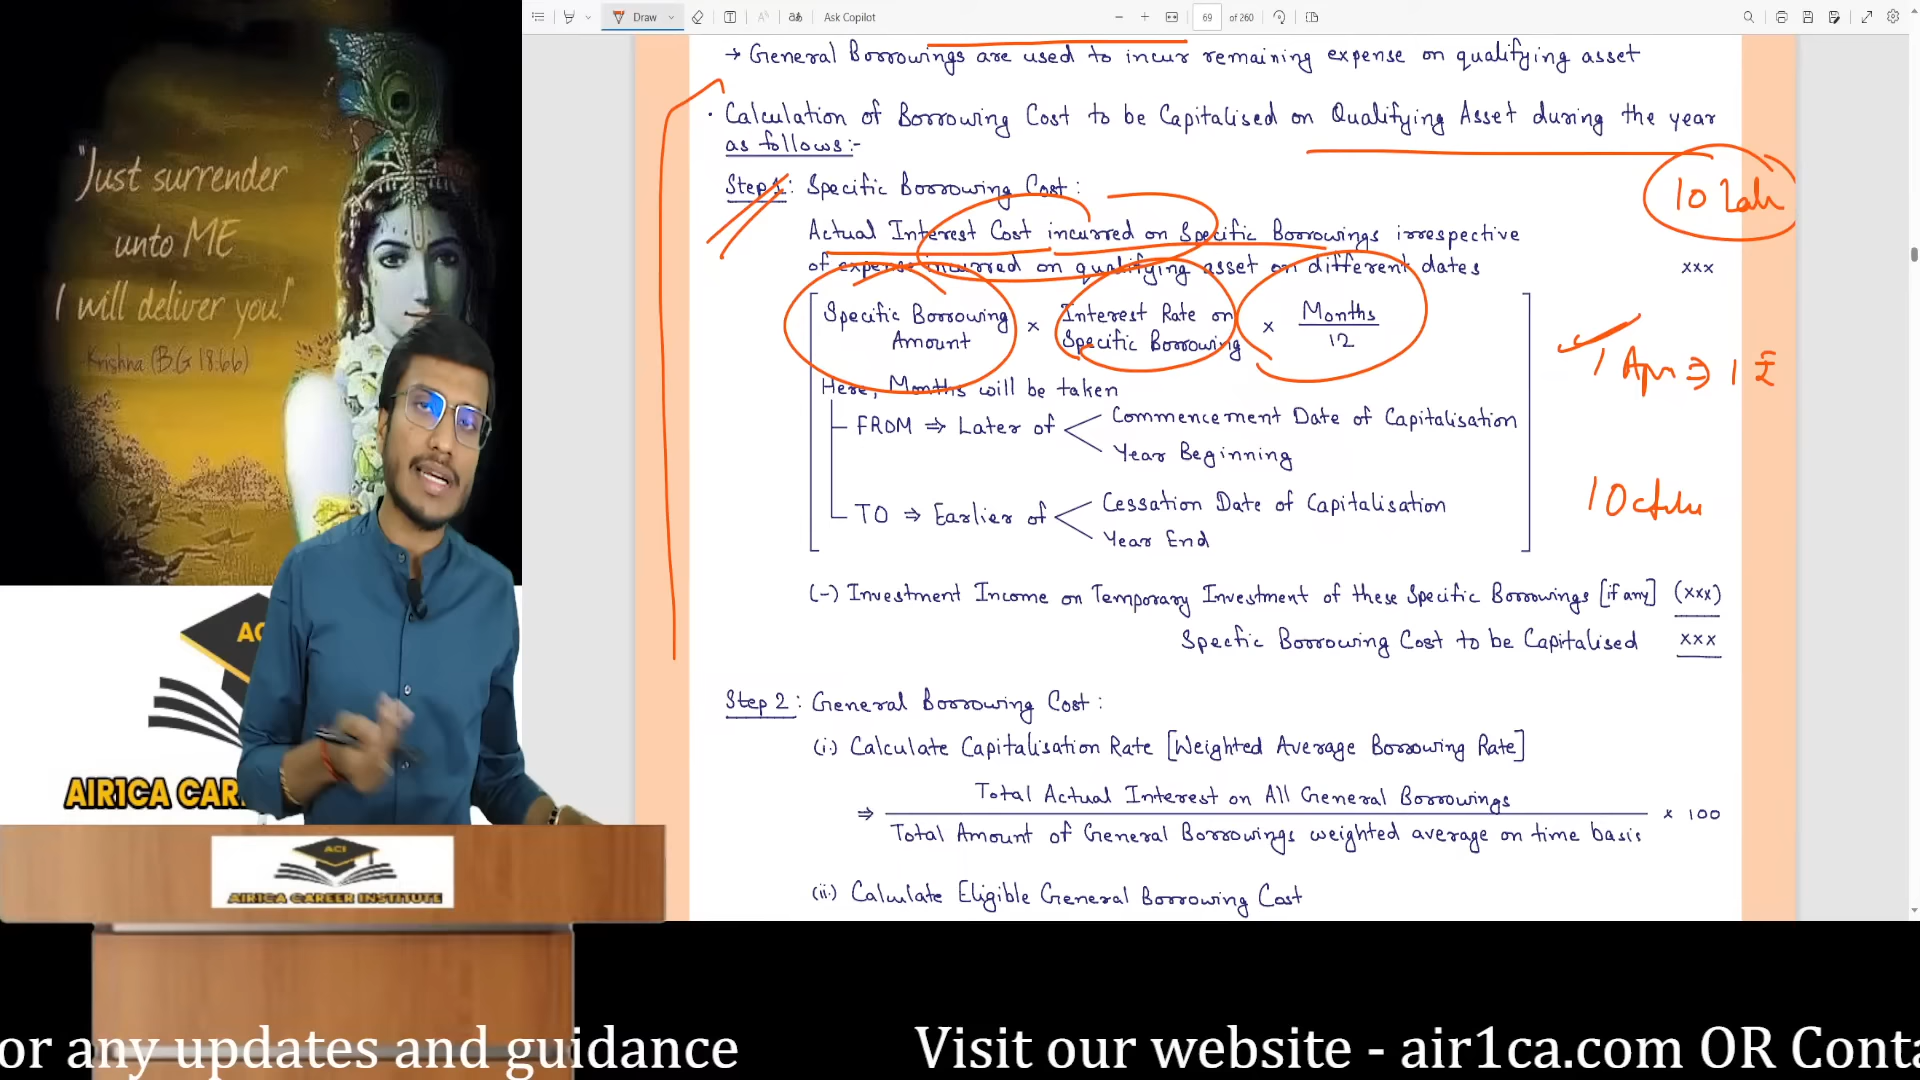 Draw
Ask Copilot
69 of 260
→ General Borrowings are used to incur remaining expense on qualifying asset
· Calculation of Borrowing Cost to be Capitalised on Qualifying Asset during the year
as follows:-
Step 1: Specific Borrowing Cost:
10 Lakh
Actual Interest Cost incurred on Specific Borrowings irrespective
of expense incurred on qualifying asset on different dates xxx
Specific Borrowing Amount × Interest Rate on Specific Borrowing × Months/12
1 Apr ⇒ 1 ₹
Here, Months will be taken
FROM ⇒ Later of
Commencement Date of Capitalisation
Year Beginning
TO ⇒ Earlier of
Cessation Date of Capitalisation
Year End
1 October
(-) Investment Income on Temporary Investment of these Specific Borrowings [if any] (xxx)
Specfic Borrowing Cost to be Capitalised xxx
Step 2: General Borrowing Cost:
(i.) Calculate Capitalisation Rate [Weighted Average Borrowing Rate]
⇒ Total Actual Interest on All General Borrowings
Total Amount of General Borrowings weighted average on time basis × 100
(ii.) Calculate Eligible General Borrowing Cost
"Just surrender
unto ME
I will deliver you!"
-Krishna (B.G 18:66)
AC
AIR1CA CAR
ACI
AIR1CA CAREER INSTITUTE
or any updates and guidance
Visit our website - air1ca.com OR Conta